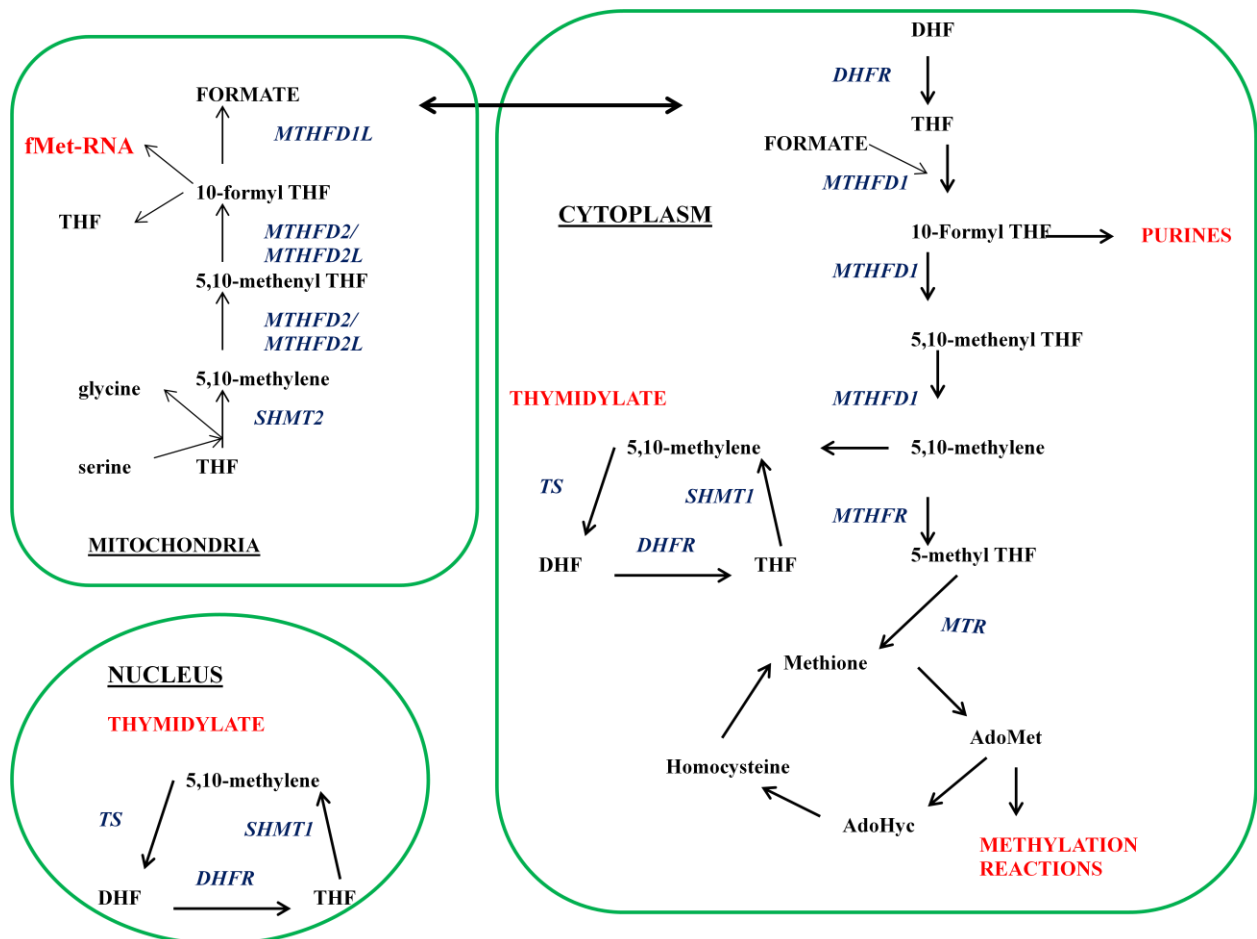 FORMATE
MTHFD1L
fMet-RNA
10-formyl THF
THF
MTHFD2/
MTHFD2L
5,10-methenyl THF
MTHFD2/
MTHFD2L
5,10-methylene
glycine
SHMT2
serine
THF
MITOCHONDRIA
NUCLEUS
THYMIDYLATE
5,10-methylene
TS
SHMT1
DHFR
DHF
THF
DHF
DHFR
THF
FORMATE
MTHFD1
CYTOPLASM
10-Formyl THF
PURINES
MTHFD1
5,10-methenyl THF
MTHFD1
THYMIDYLATE
5,10-methylene
5,10-methylene
TS
SHMT1
MTHFR
DHFR
DHF
THF
5-methyl THF
MTR
Methione
AdoMet
Homocysteine
AdoHyc
METHYLATION
REACTIONS